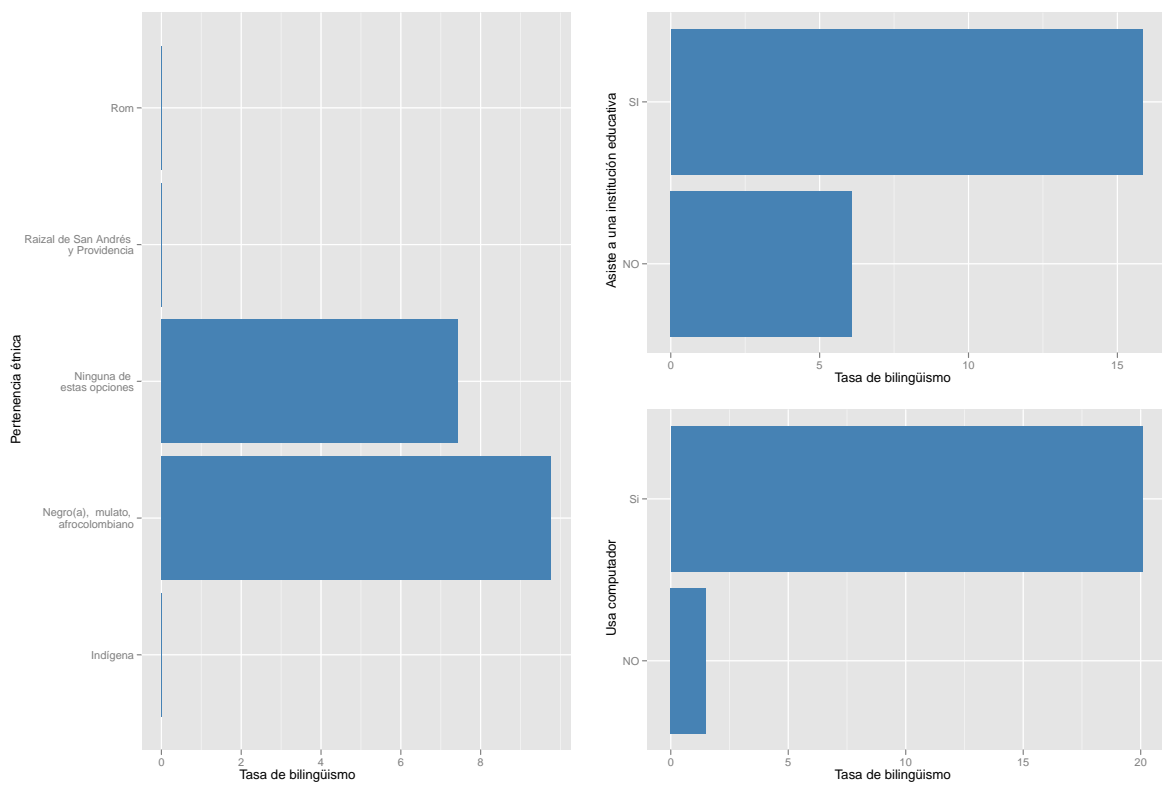 Pertenencia étnica
Rom
Raizal de San Andrés
y Providencia
Ninguna de
estas opciones
Negro(a), mulato,
afrocolombiano
Indígena
0 2 4 6 8
Tasa de bilingüismo
Asiste a una institución educativa
SI
NO
0 5 10 15
Tasa de bilingüismo
Usa computador
Si
NO
0 5 10 15 20
Tasa de bilingüismo